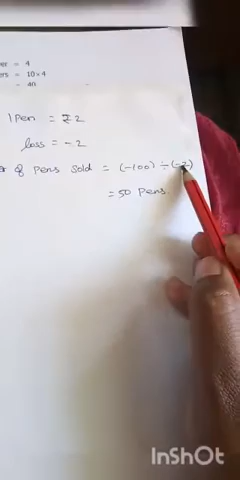 er = 4
ers = 10×4
= 40
1 Pen = ₹2
loss = -2
er of pens sold = (-100) ÷ (-2)
= 50 Pens.
InShOt